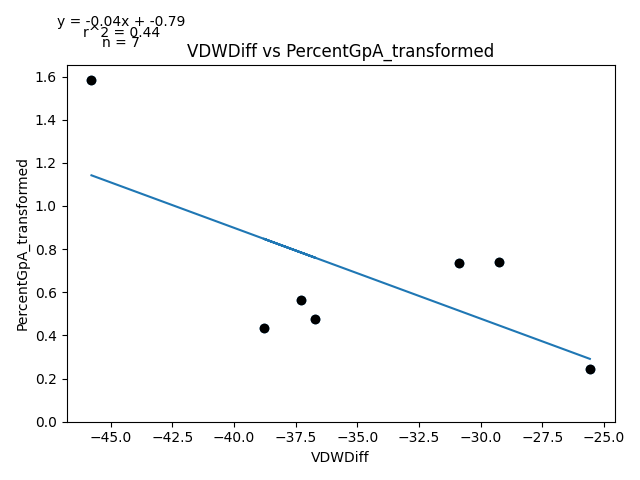 y = -0.04x + -0.79
r^2 = 0.44
n = 7
VDWDiff vs PercentGpA_transformed
1.6
1.4
1.2
1.0
0.8
0.6
0.4
0.2
0.0
PercentGpA_transformed
−45.0 −42.5 −40.0 −37.5 −35.0 −32.5 −30.0 −27.5 −25.0
VDWDiff